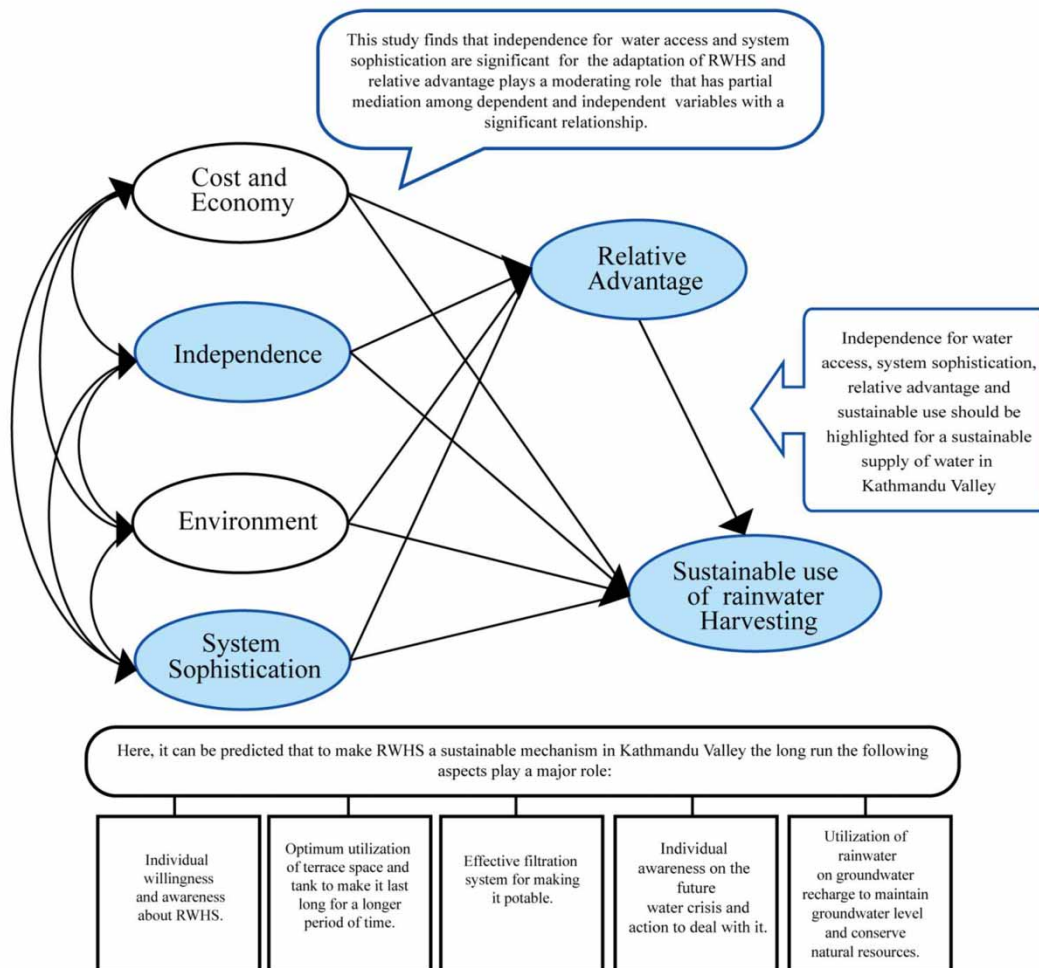 This study finds that independence for water access and system
sophistication are significant for the adaptation of RWHS and
relative advantage plays a moderating role that has partial
mediation among dependent and independent variables with a
significant relationship.
Cost and
Economy
Relative
Advantage
Independence
Independence for water
access, system sophistication,
relative advantage and
sustainable use should be
highlighted for a sustainable
supply of water in
Kathmandu Valley
Environment
Sustainable use
of rainwater
Harvesting
System
Sophistication
Here, it can be predicted that to make RWHS a sustainable mechanism in Kathmandu Valley the long run the following
aspects play a major role:
Individual
willingness
and awareness
about RWHS.
Optimum utilization
of terrace space and
tank to make it last
long for a longer
period of time.
Effective filtration
system for making
it potable.
Individual
awareness on the
future
water crisis and
action to deal with it.
Utilization of
rainwater
on groundwater
recharge to maintain
groundwater level
and conserve
natural resources.